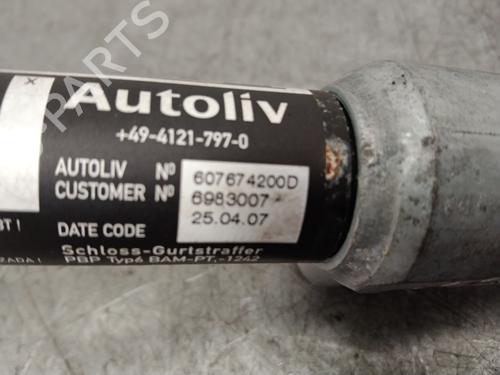 x
Autoliv
+49-4121-797-0
AUTOLIV Nº 607674200D
CUSTOMER Nº 6983007
DATE CODE 25.04.07
Schloss-Gurtstraffer
PBP Typ6 BAM-PT,-1242
B-PARTS